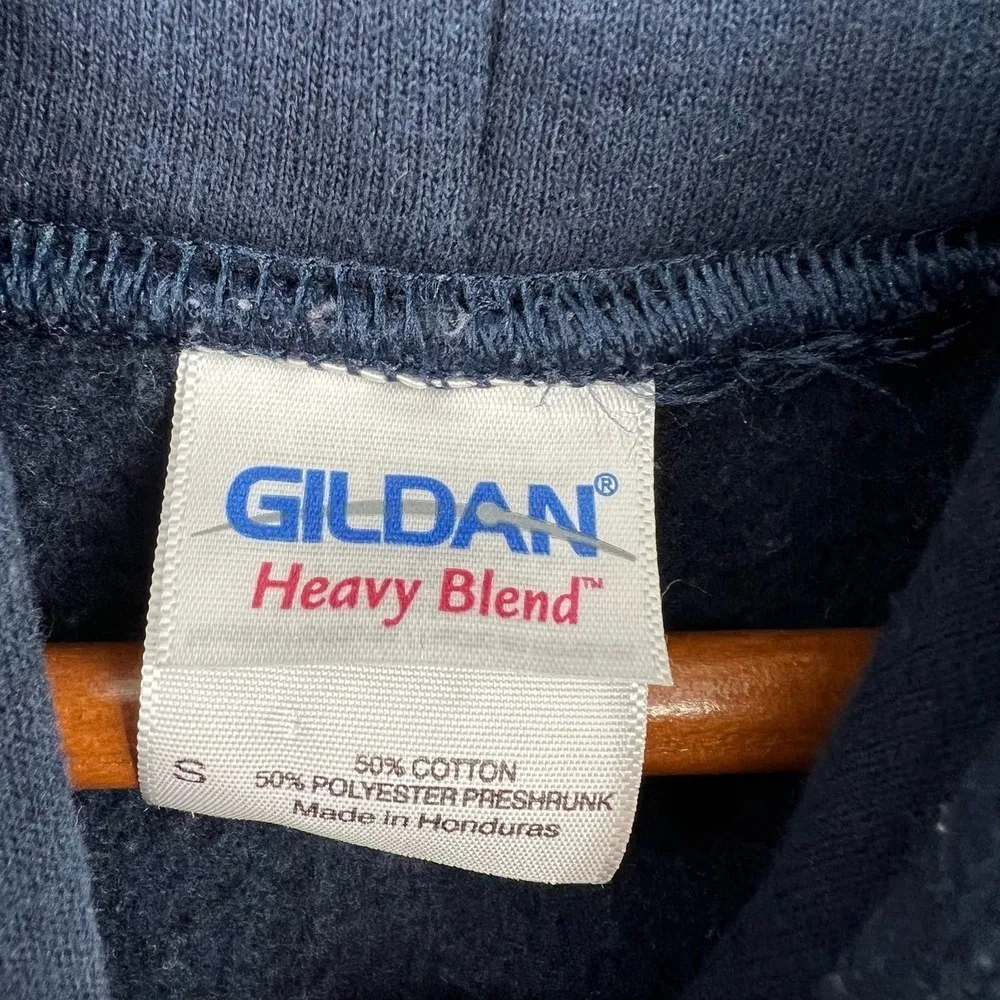 GILDAN®
Heavy Blend™
S
50% COTTON
50% POLYESTER PRESHRUNK
Made in Honduras